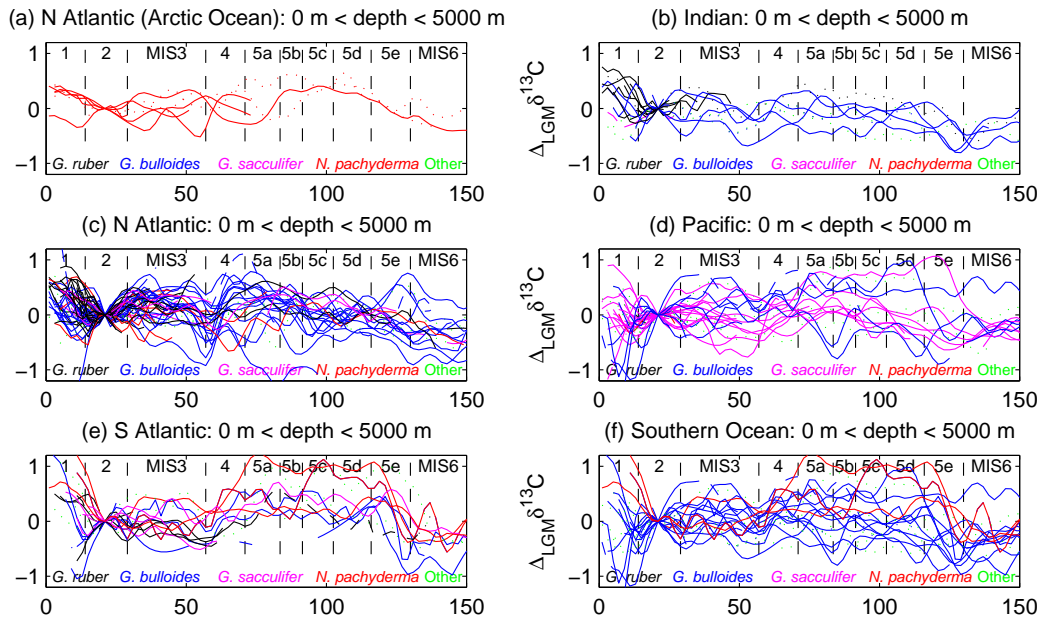 (a) N Atlantic (Arctic Ocean): 0 m < depth < 5000 m
1 2 MIS3 4 5a 5b 5c 5d 5e MIS6
1
0
−1
G. ruber G. bulloides G. sacculifer N. pachyderma Other
0 50 100 150
(b) Indian: 0 m < depth < 5000 m
1 2 MIS3 4 5a 5b 5c 5d 5e MIS6
Δ_LGM δ¹³C
1
0
−1
G. ruber G. bulloides G. sacculifer N. pachyderma Other
0 50 100 150
(c) N Atlantic: 0 m < depth < 5000 m
1 2 MIS3 4 5a 5b 5c 5d 5e MIS6
1
0
−1
G. ruber G. bulloides G. sacculifer N. pachyderma Other
0 50 100 150
(d) Pacific: 0 m < depth < 5000 m
1 2 MIS3 4 5a 5b 5c 5d 5e MIS6
Δ_LGM δ¹³C
1
0
−1
G. ruber G. bulloides G. sacculifer N. pachyderma Other
0 50 100 150
(e) S Atlantic: 0 m < depth < 5000 m
1 2 MIS3 4 5a 5b 5c 5d 5e MIS6
1
0
−1
G. ruber G. bulloides G. sacculifer N. pachyderma Other
0 50 100 150
(f) Southern Ocean: 0 m < depth < 5000 m
1 2 MIS3 4 5a 5b 5c 5d 5e MIS6
Δ_LGM δ¹³C
1
0
−1
G. ruber G. bulloides G. sacculifer N. pachyderma Other
0 50 100 150